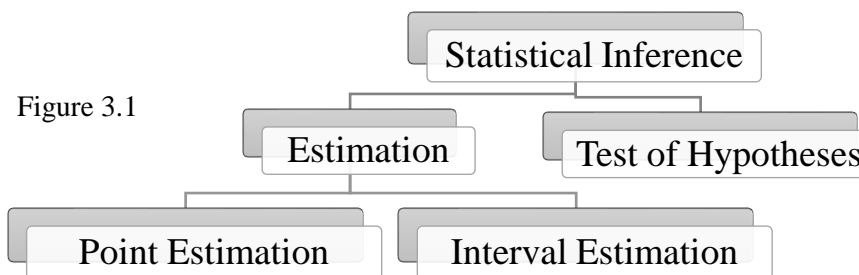 Statistical Inference
Figure 3.1
Estimation
Test of Hypotheses
Point Estimation
Interval Estimation